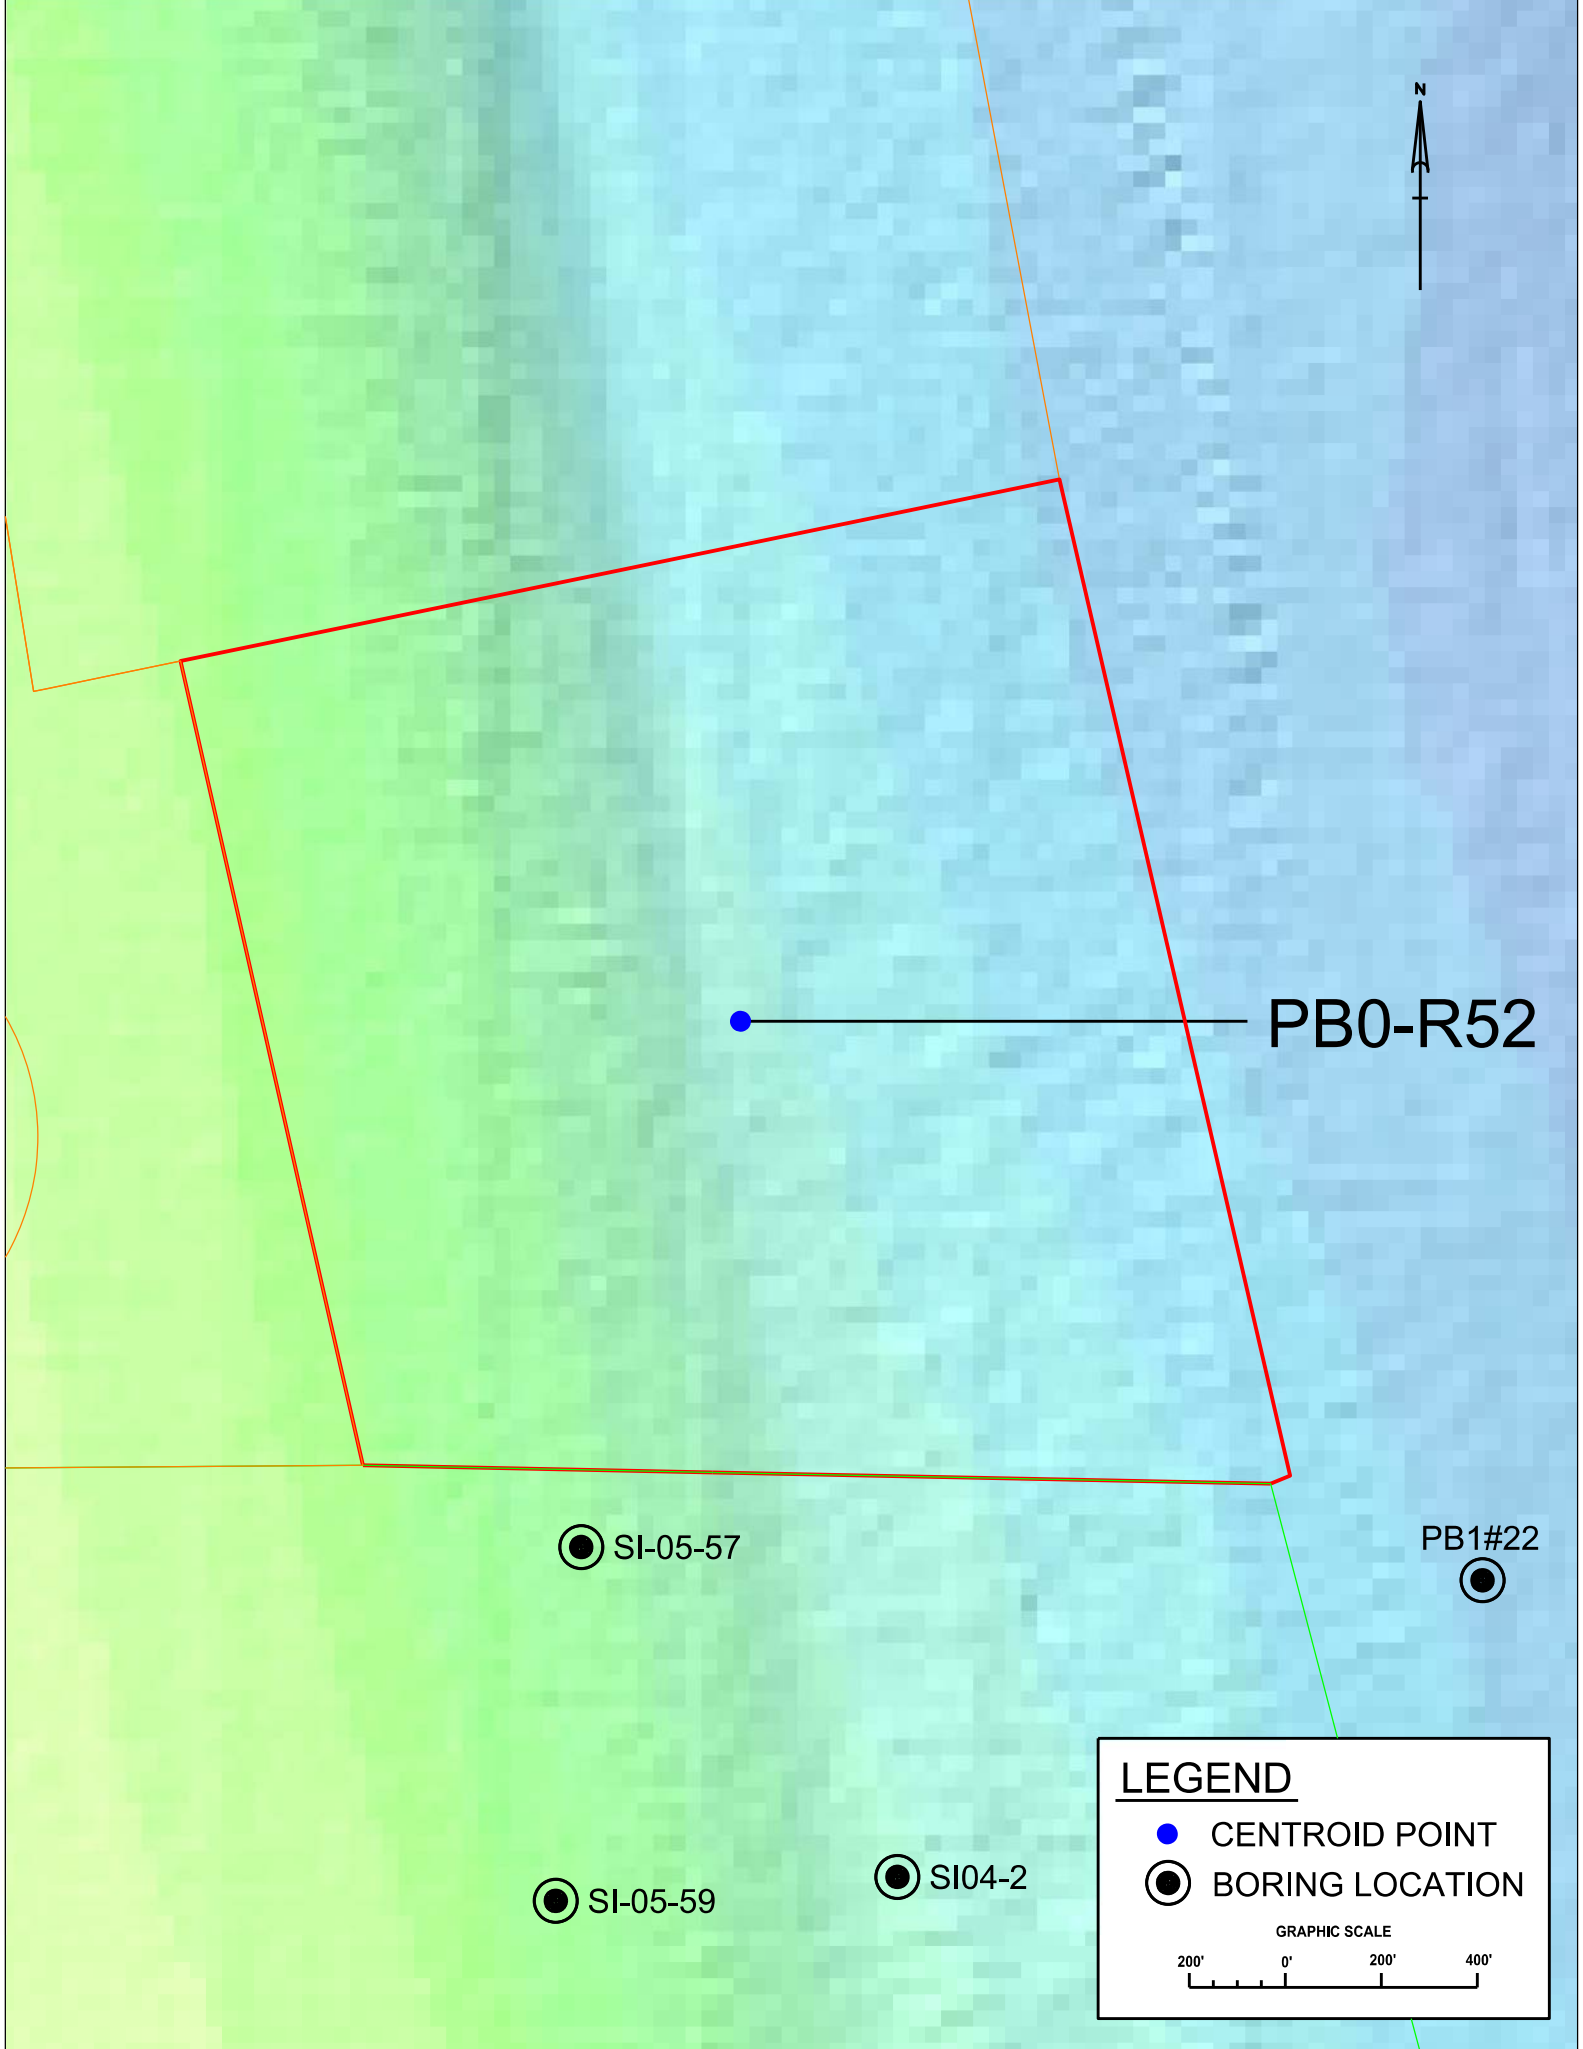 N
PB0-R52
SI-05-57
PB1#22
SI-05-59
SI04-2
LEGEND
CENTROID POINT
BORING LOCATION
GRAPHIC SCALE
200' 0' 200' 400'